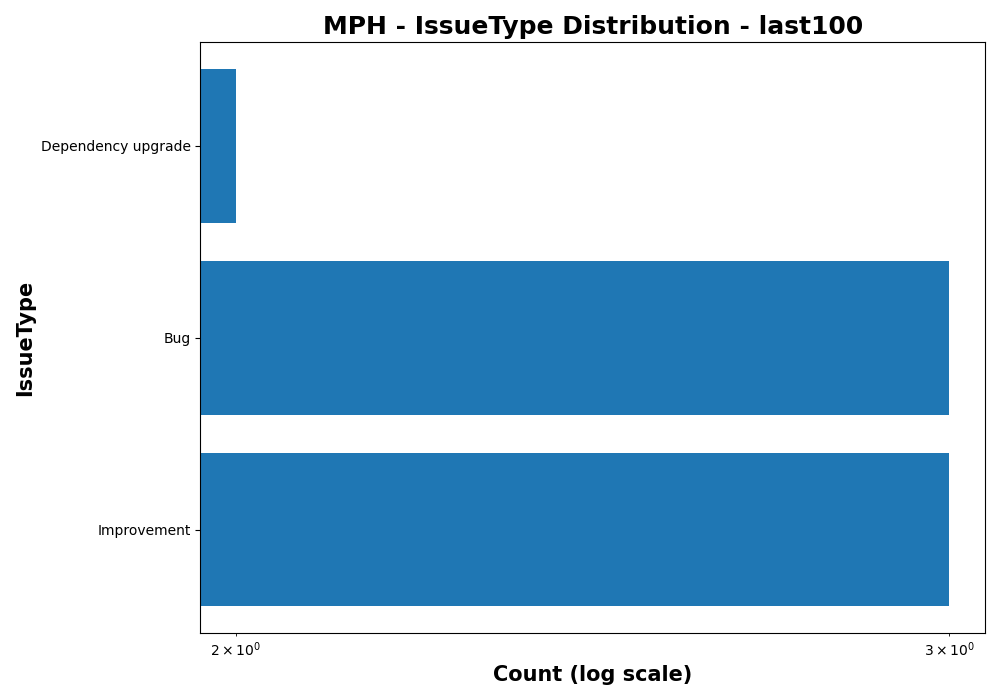 MPH - IssueType Distribution - last100
IssueType
Dependency upgrade
Bug
Improvement
2 × 10⁰
3 × 10⁰
Count (log scale)